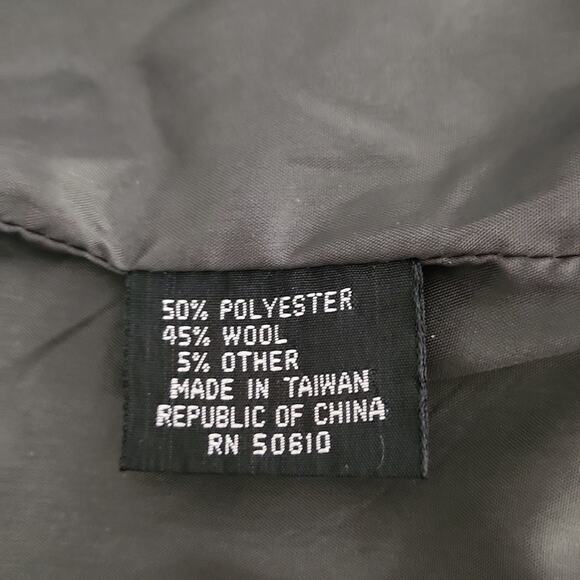 50% POLYESTER
45% WOOL
5% OTHER
MADE IN TAIWAN
REPUBLIC OF CHINA
RN 50610